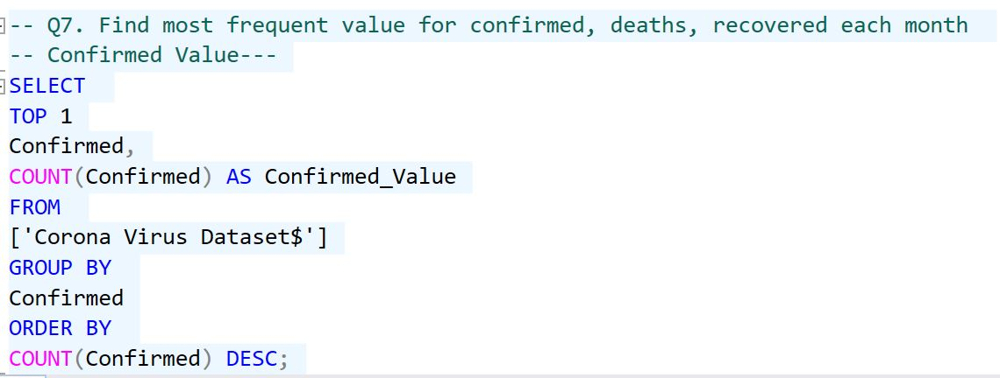 -- Q7. Find most frequent value for confirmed, deaths, recovered each month
-- Confirmed Value---
SELECT
TOP 1
Confirmed,
COUNT(Confirmed) AS Confirmed_Value
FROM
['Corona Virus Dataset$']
GROUP BY
Confirmed
ORDER BY
COUNT(Confirmed) DESC;